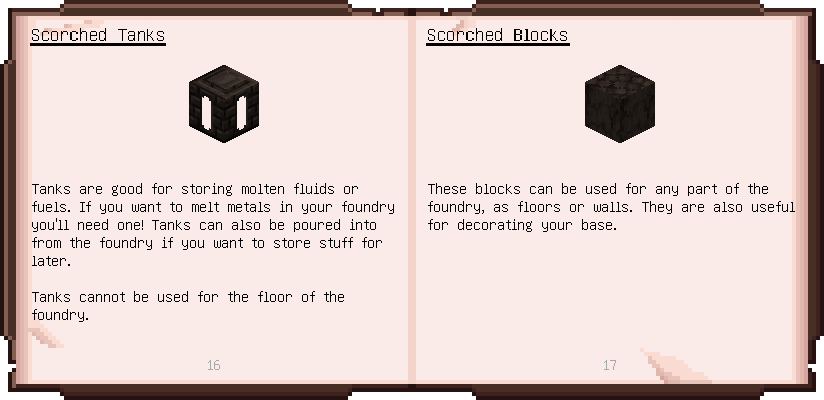 Scorched Tanks
Tanks are good for storing molten fluids or
fuels. If you want to melt metals in your foundry
you'll need one! Tanks can also be poured into
from the foundry if you want to store stuff for
later.
Tanks cannot be used for the floor of the
foundry.
16
Scorched Blocks
These blocks can be used for any part of the
foundry, as floors or walls. They are also useful
for decorating your base.
17